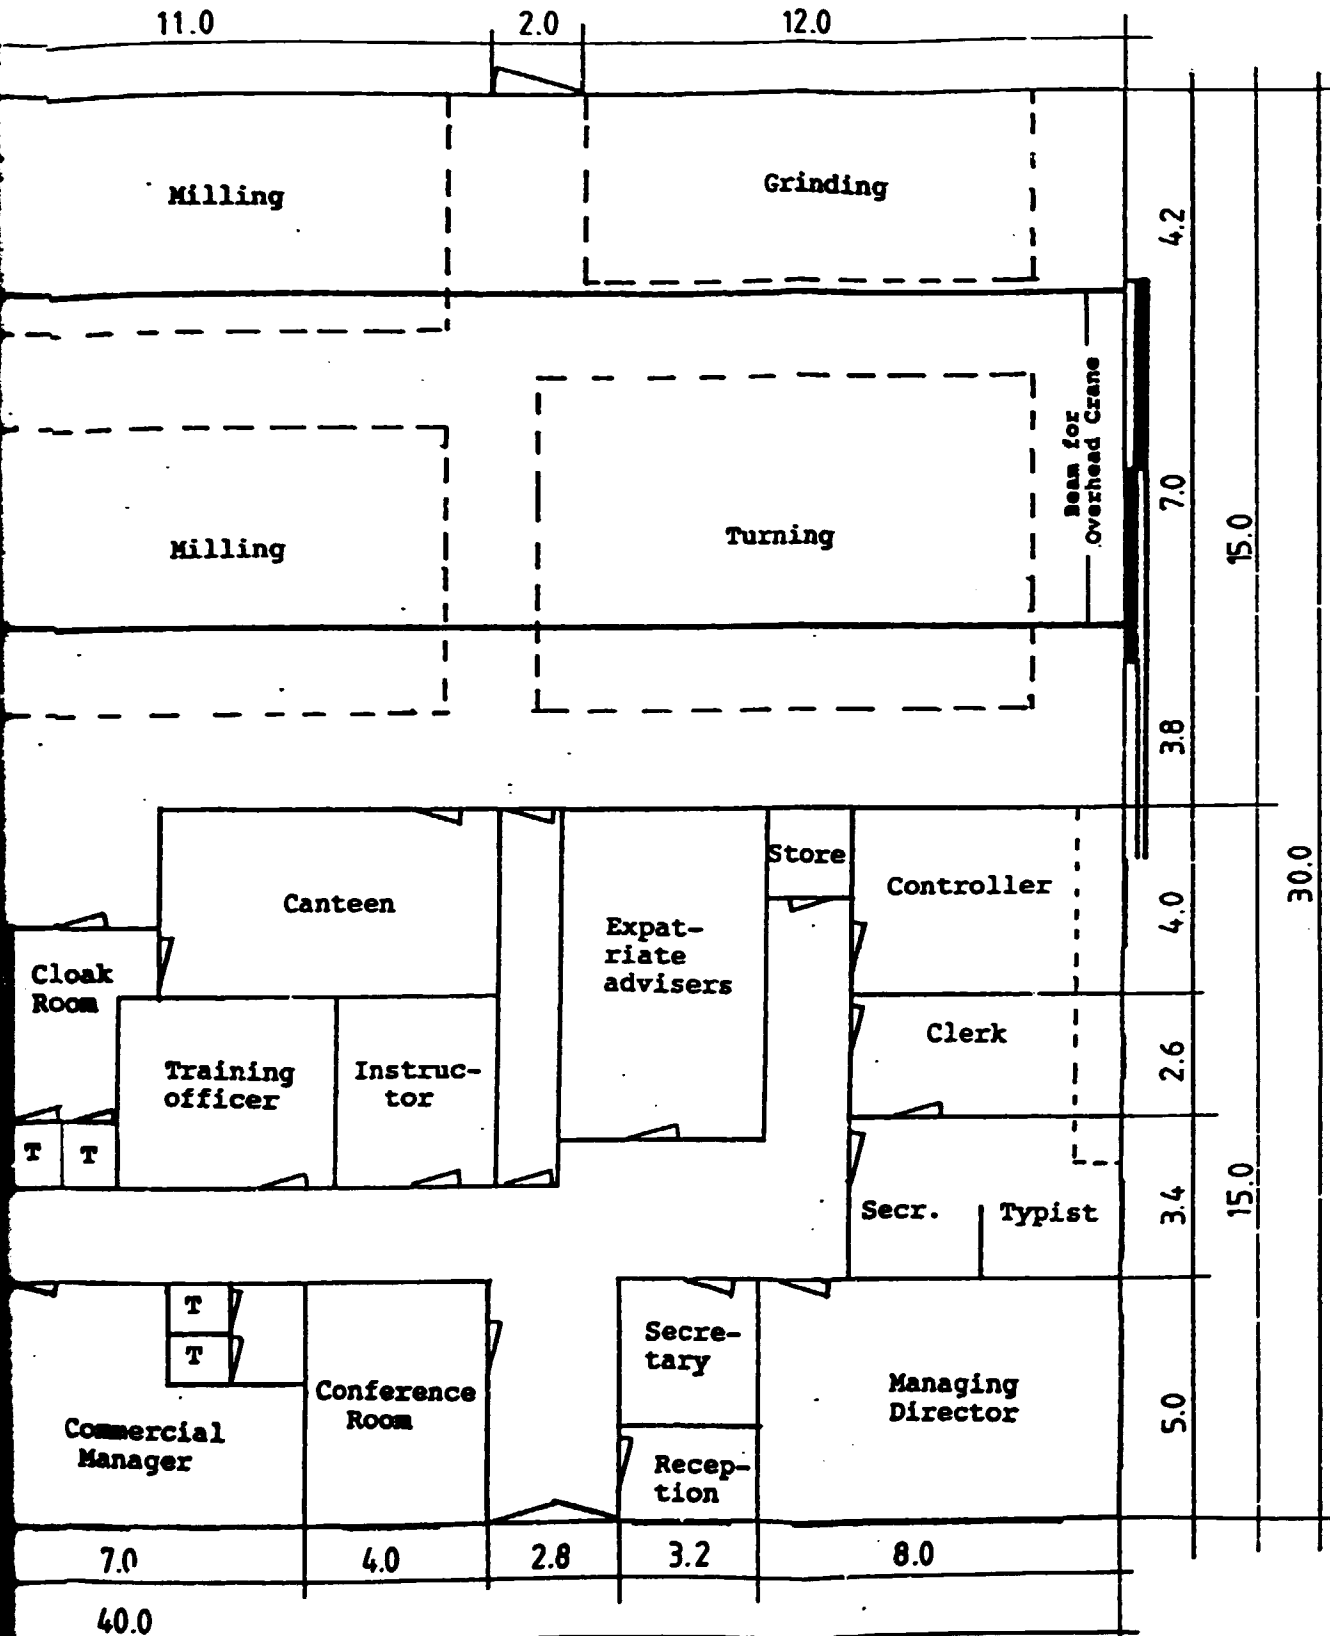 11.0
2.0
12.0
Milling
Grinding
4.2
Beam for
Overhead Crane
7.0
15.0
Milling
Turning
3.8
30.0
Canteen
Store
Controller
4.0
Expat-
riate
advisers
Cloak
Room
Clerk
2.6
Training
officer
Instruc-
tor
T
T
Secr.
Typist
3.4
15.0
T
T
Secre-
tary
Conference
Room
Managing
Director
5.0
Commercial
Manager
Recep-
tion
7.0
4.0
2.8
3.2
8.0
40.0